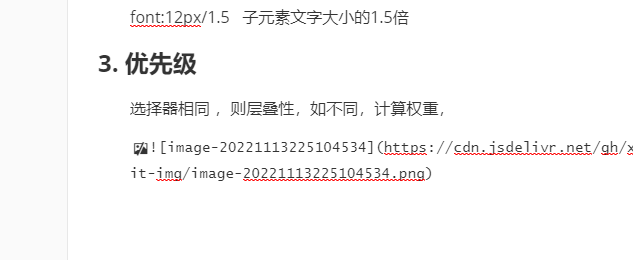 font:12px/1.5 子元素文字大小的1.5倍
3. 优先级
选择器相同 ，则层叠性，如不同，计算权重，
![image-20221113225104534](https://cdn.jsdelivr.net/gh/x
it-img/image-20221113225104534.png)